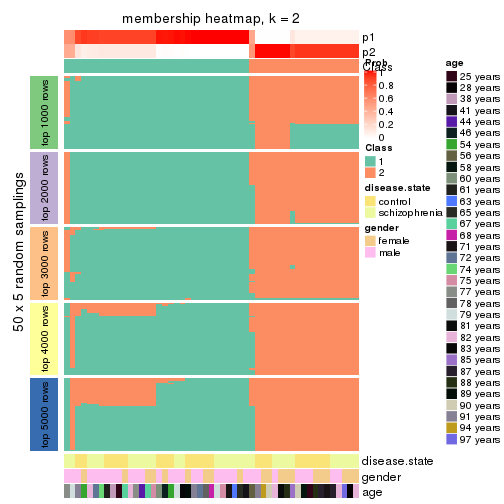 membership heatmap, k = 2
p1
p2
Class
50 x 5 random samplings
top 1000 rows
top 2000 rows
top 3000 rows
top 4000 rows
top 5000 rows
disease.state
gender
age
Prob
1
0.8
0.6
0.4
0.2
0
Class
1
2
disease.state
control
schizophrenia
gender
female
male
age
25 years
28 years
38 years
41 years
44 years
46 years
54 years
56 years
58 years
60 years
61 years
63 years
65 years
67 years
68 years
71 years
72 years
74 years
75 years
77 years
78 years
79 years
81 years
82 years
83 years
85 years
87 years
88 years
89 years
90 years
91 years
94 years
97 years